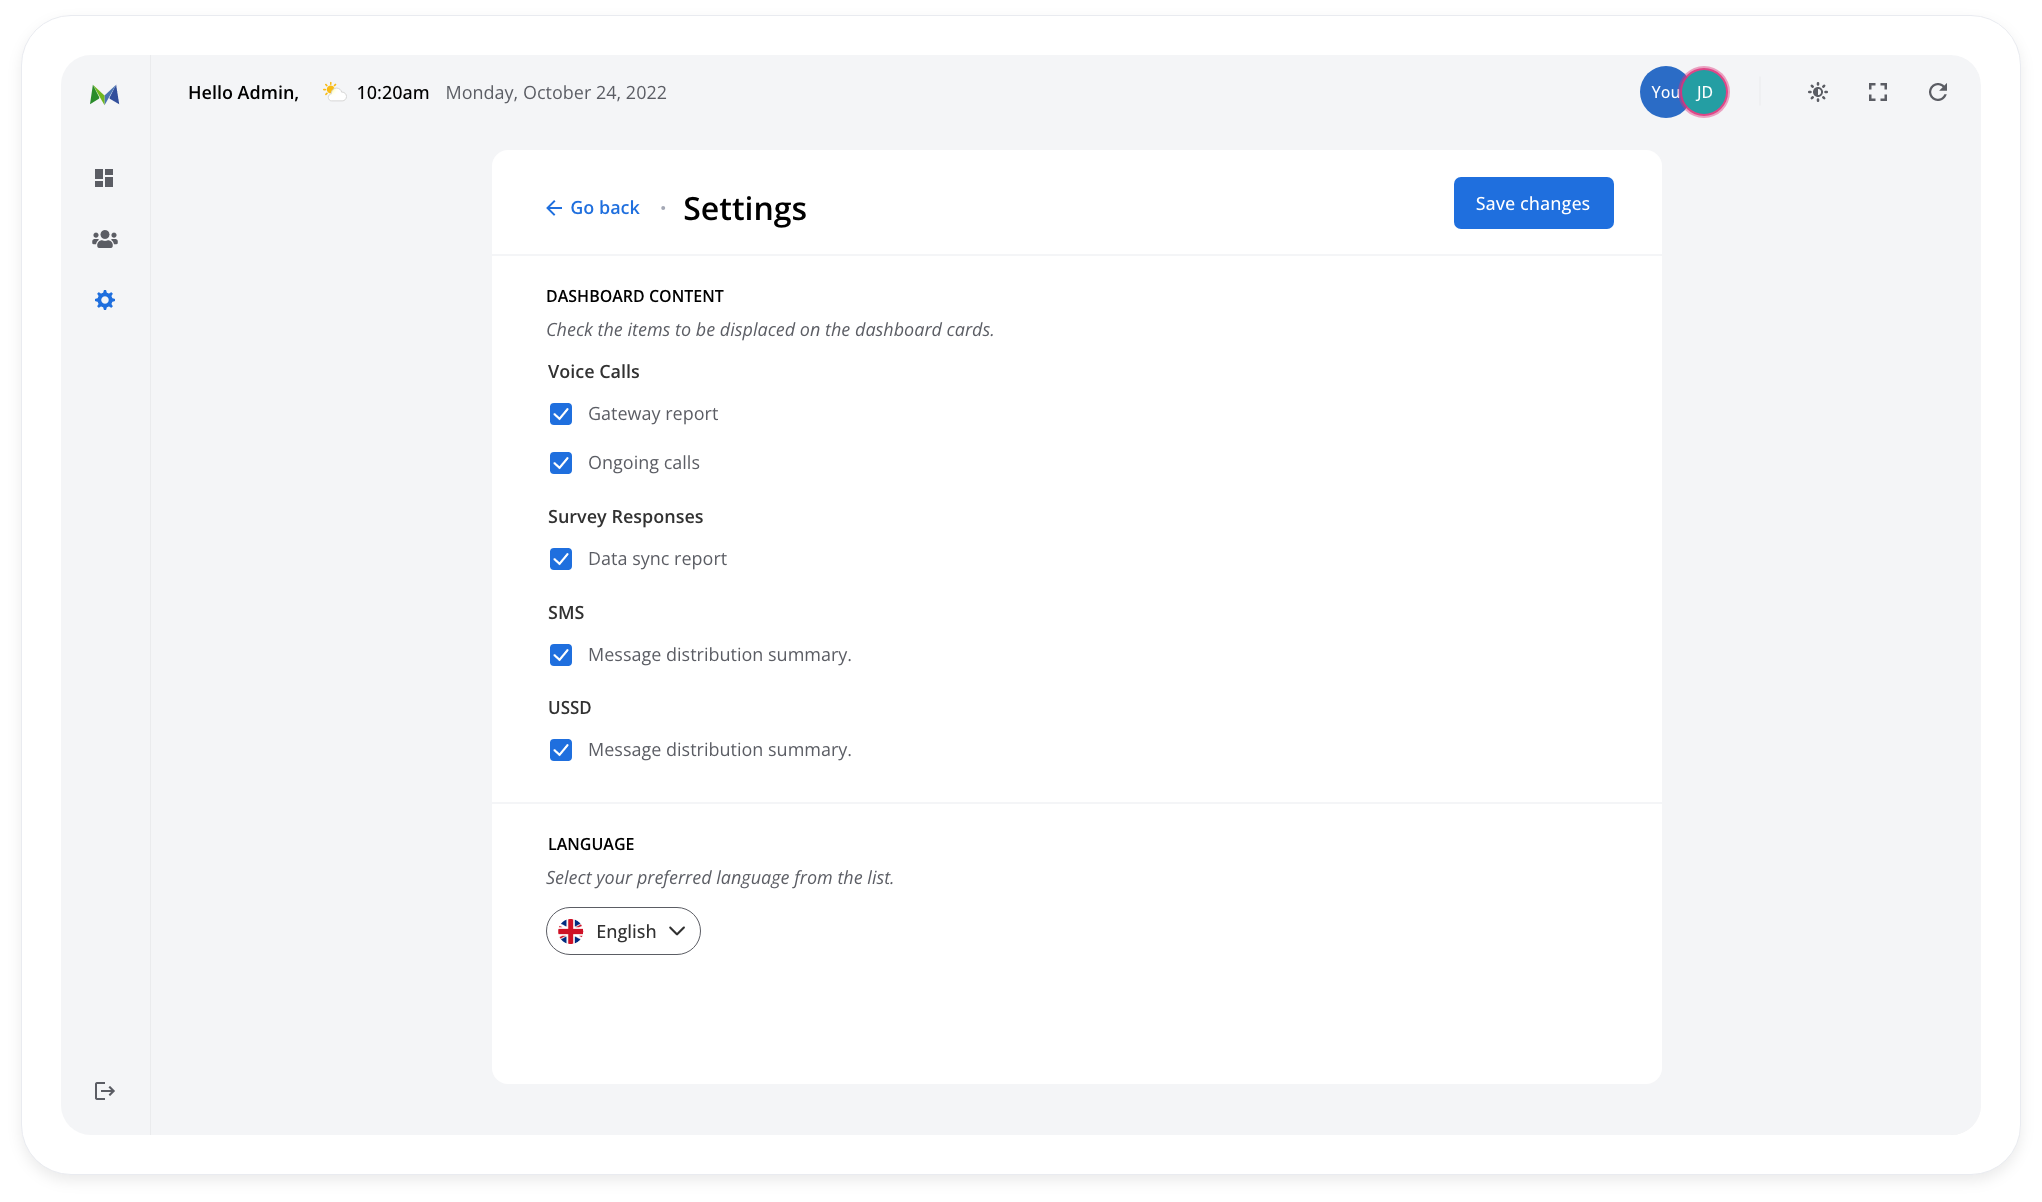 Hello Admin, 10:20am Monday, October 24, 2022
You JD
Go back • Settings
Save changes
DASHBOARD CONTENT
Check the items to be displaced on the dashboard cards.
Voice Calls
Gateway report
Ongoing calls
Survey Responses
Data sync report
SMS
Message distribution summary.
USSD
Message distribution summary.
LANGUAGE
Select your preferred language from the list.
English